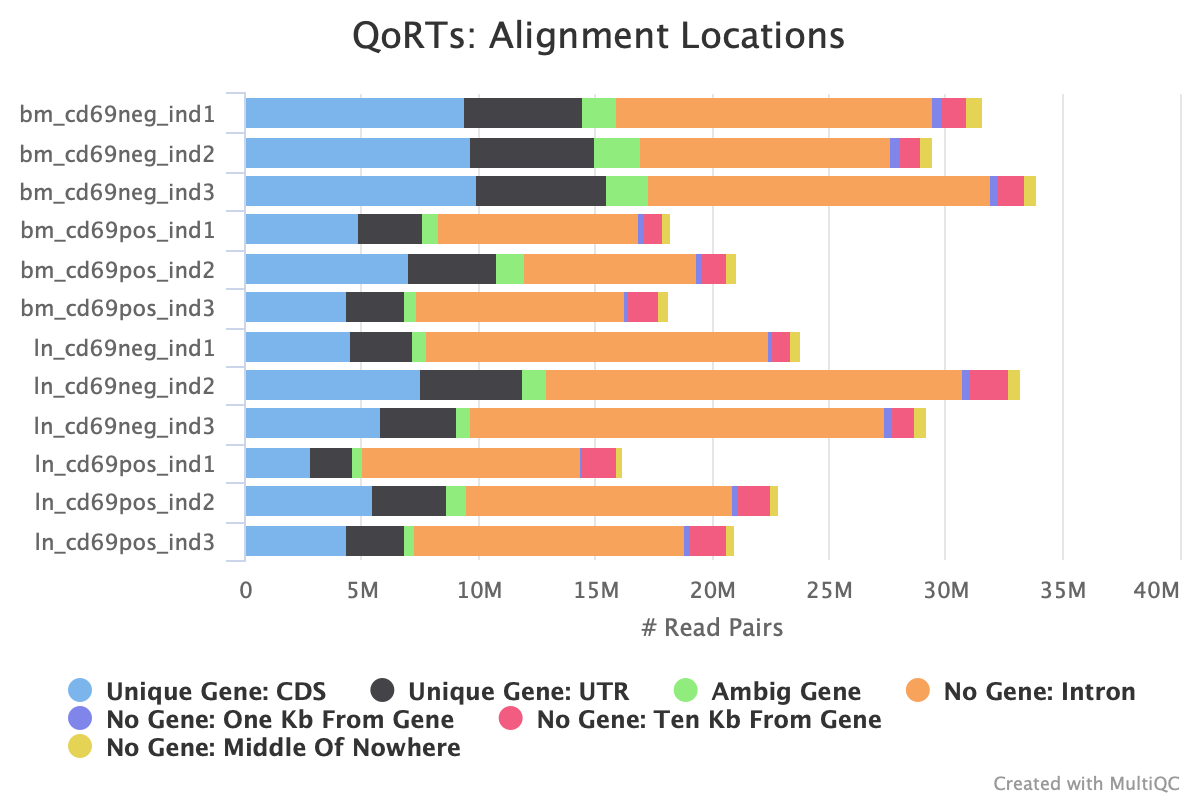 QoRTs: Alignment Locations
bm_cd69neg_ind1
bm_cd69neg_ind2
bm_cd69neg_ind3
bm_cd69pos_ind1
bm_cd69pos_ind2
bm_cd69pos_ind3
ln_cd69neg_ind1
ln_cd69neg_ind2
ln_cd69neg_ind3
ln_cd69pos_ind1
ln_cd69pos_ind2
ln_cd69pos_ind3
0 5M 10M 15M 20M 25M 30M 35M 40M
# Read Pairs
Unique Gene: CDS Unique Gene: UTR Ambig Gene No Gene: Intron
No Gene: One Kb From Gene No Gene: Ten Kb From Gene
No Gene: Middle Of Nowhere
Created with MultiQC